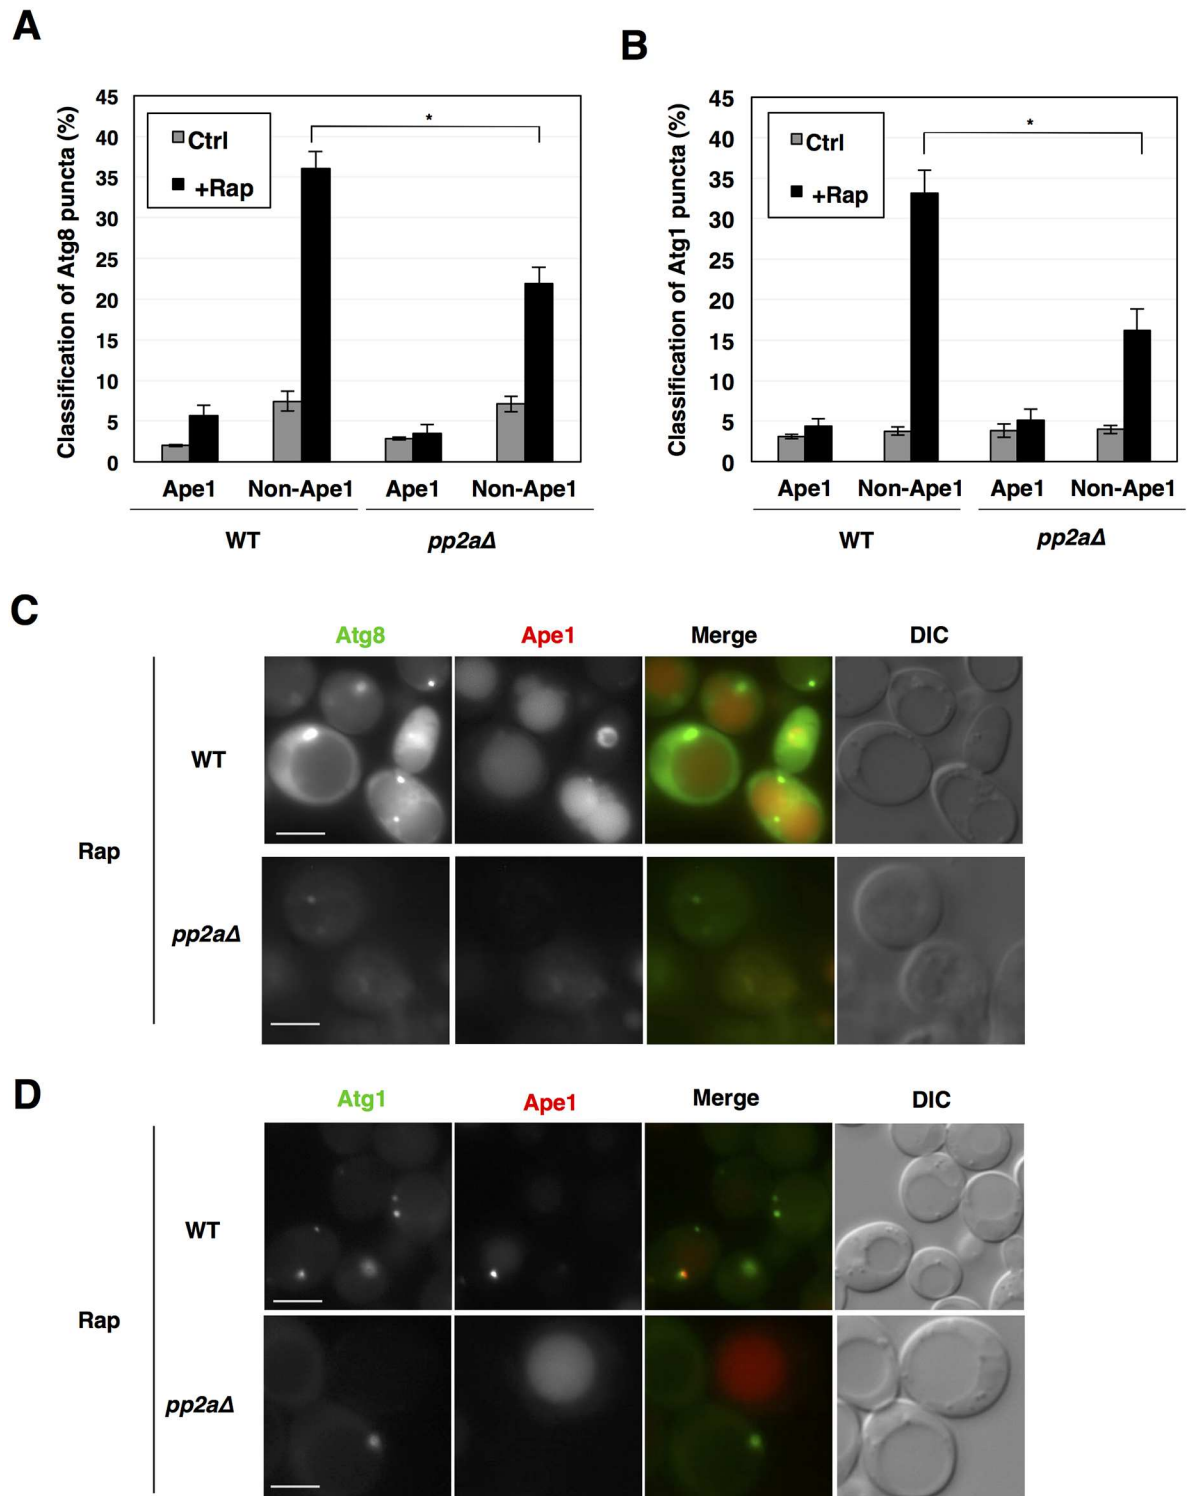 A
Classification of Atg8 puncta (%)
45
40
35
30
25
20
15
10
5
0
Ctrl
+Rap
*
Ape1 Non-Ape1 Ape1 Non-Ape1
WT pp2aΔ
B
Classification of Atg1 puncta (%)
45
40
35
30
25
20
15
10
5
0
Ctrl
+Rap
*
Ape1 Non-Ape1 Ape1 Non-Ape1
WT pp2aΔ
C
Atg8 Ape1 Merge DIC
WT
Rap
pp2aΔ
D
Atg1 Ape1 Merge DIC
WT
Rap
pp2aΔ